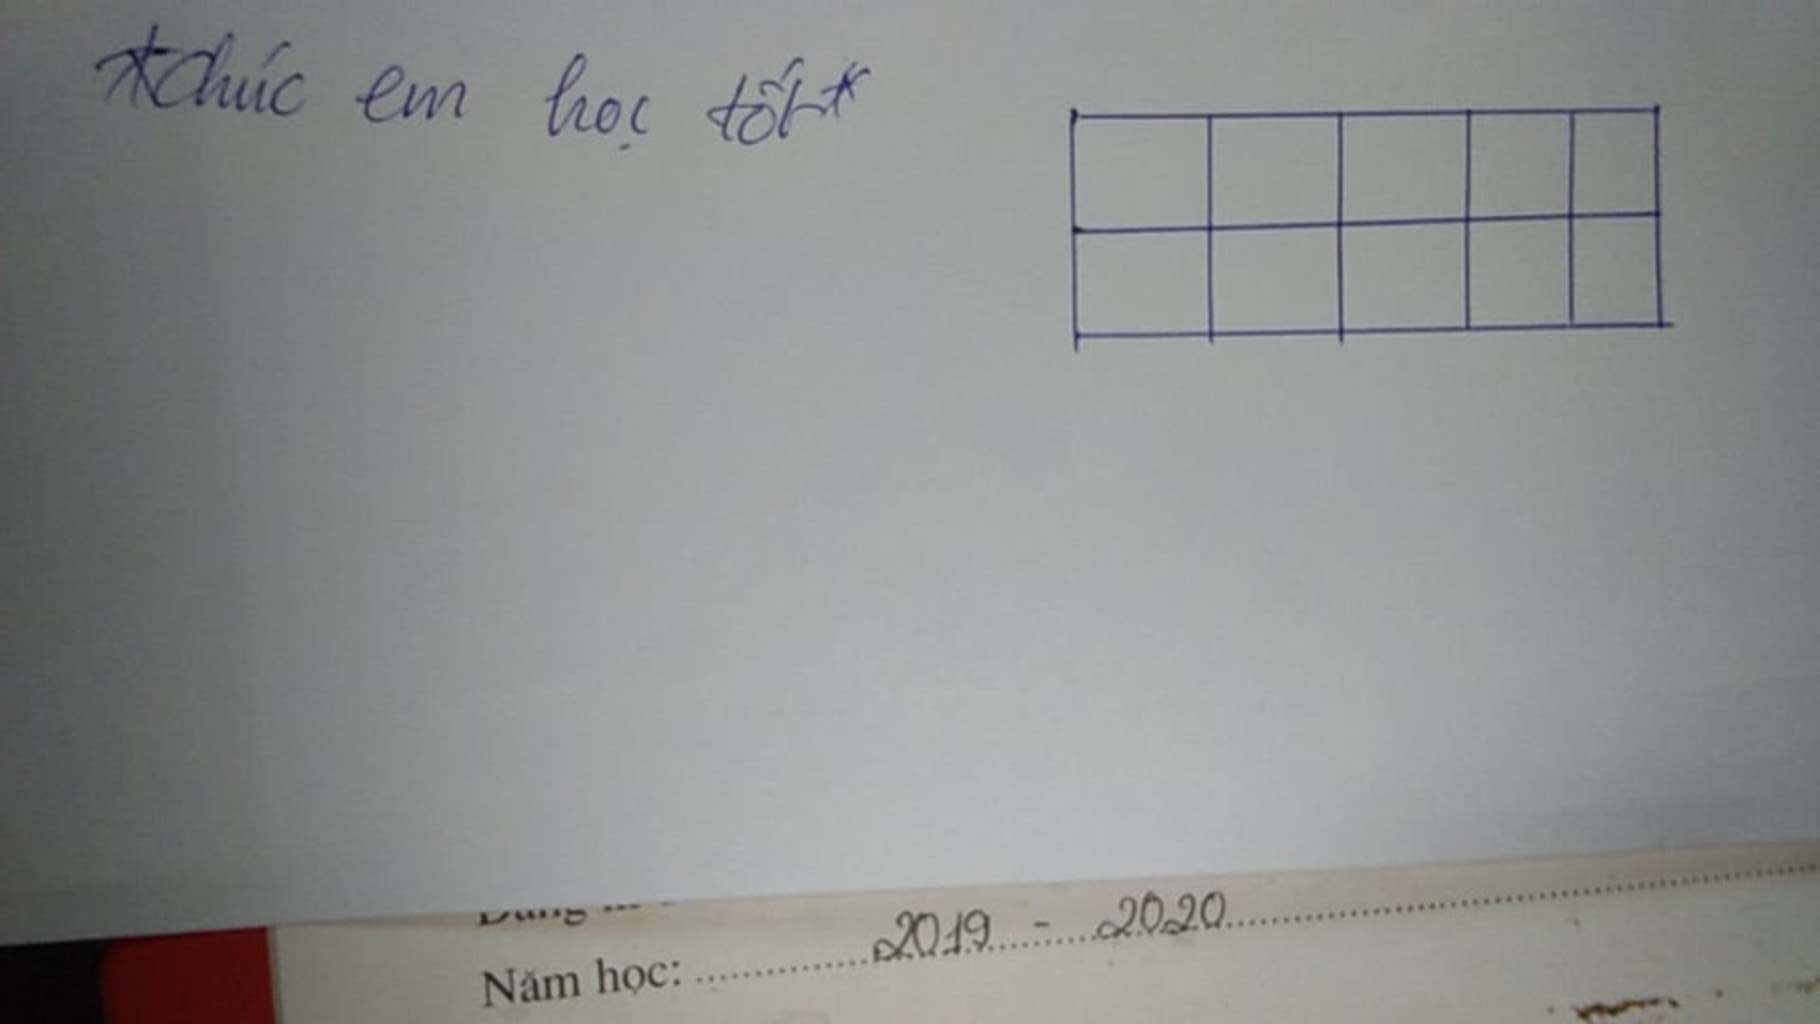 *Chúc em học tốt*
Năm học: 2019 - 2020